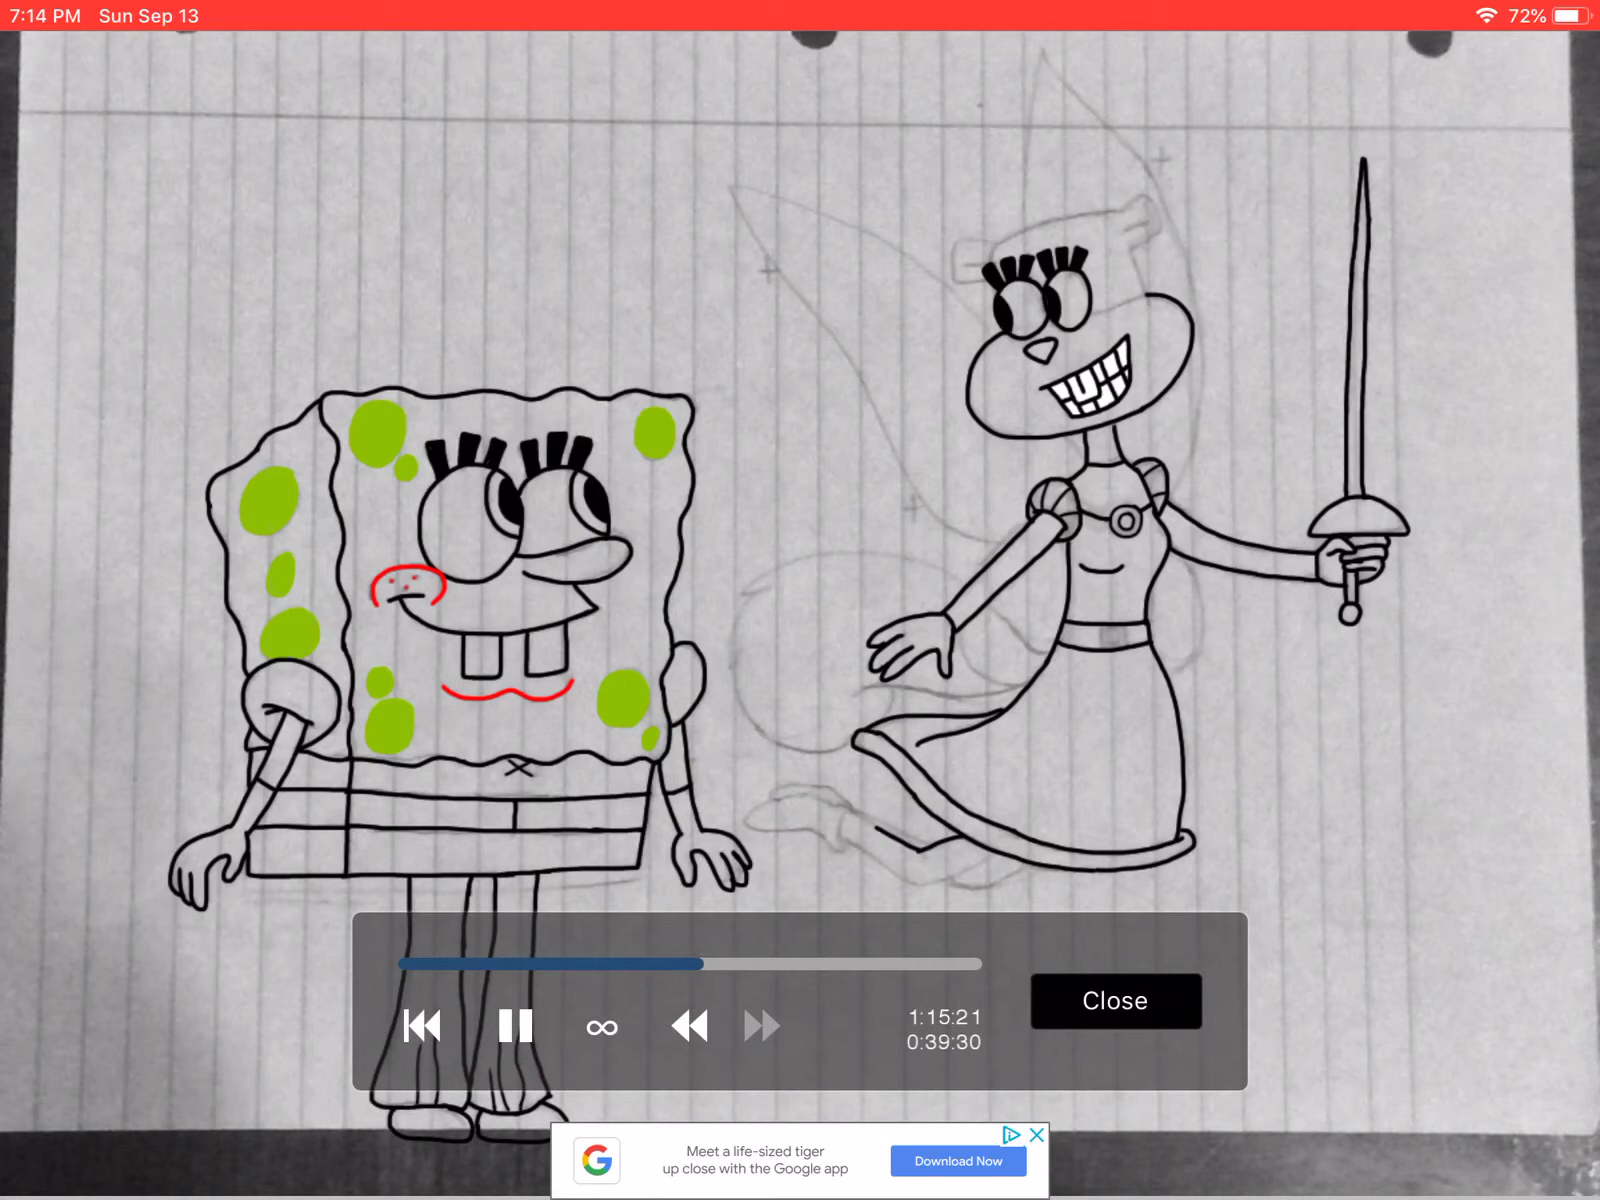 7:14 PM Sun Sep 13
72%
1:15:21
0:39:30
Close
Meet a life-sized tiger
up close with the Google app
Download Now